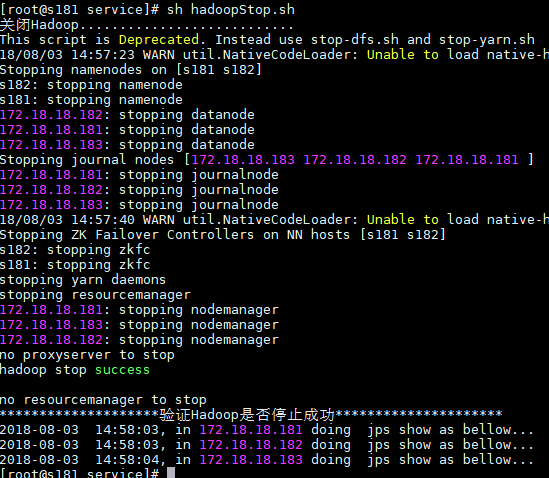 [root@s181 service]# sh hadoopStop.sh
关闭Hadoop...........................
This script is Deprecated. Instead use stop-dfs.sh and stop-yarn.sh
18/08/03 14:57:23 WARN util.NativeCodeLoader: Unable to load native-h
Stopping namenodes on [s181 s182]
s182: stopping namenode
s181: stopping namenode
172.18.18.182: stopping datanode
172.18.18.181: stopping datanode
172.18.18.183: stopping datanode
Stopping journal nodes [172.18.18.183 172.18.18.182 172.18.18.181 ]
172.18.18.181: stopping journalnode
172.18.18.182: stopping journalnode
172.18.18.183: stopping journalnode
18/08/03 14:57:40 WARN util.NativeCodeLoader: Unable to load native-h
Stopping ZK Failover Controllers on NN hosts [s181 s182]
s182: stopping zkfc
s181: stopping zkfc
stopping yarn daemons
stopping resourcemanager
172.18.18.181: stopping nodemanager
172.18.18.183: stopping nodemanager
172.18.18.182: stopping nodemanager
no proxyserver to stop
hadoop stop success
no resourcemanager to stop
********************验证Hadoop是否停止成功*********************
2018-08-03  14:58:03, in 172.18.18.181 doing  jps show as bellow...
2018-08-03  14:58:03, in 172.18.18.182 doing  jps show as bellow...
2018-08-03  14:58:04, in 172.18.18.183 doing  jps show as bellow...
[root@s181 service]#